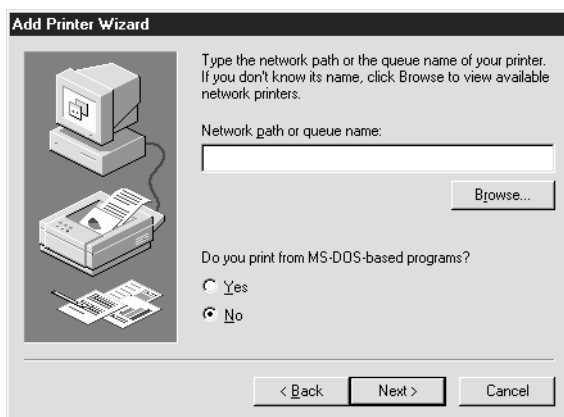 Add Printer Wizard
Type the network path or the queue name of your printer.
If you don't know its name, click Browse to view available
network printers.
Network path or queue name:
Browse...
Do you print from MS-DOS-based programs?
Yes
No
< Back
Next >
Cancel